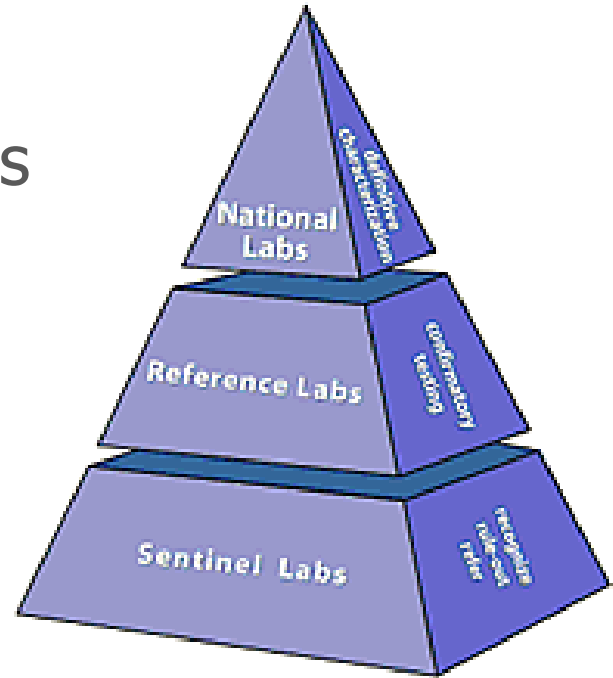 s
National
Labs
definitive
characterization
Reference Labs
confirmatory
testing
Sentinel Labs
recognize
rule-out
refer